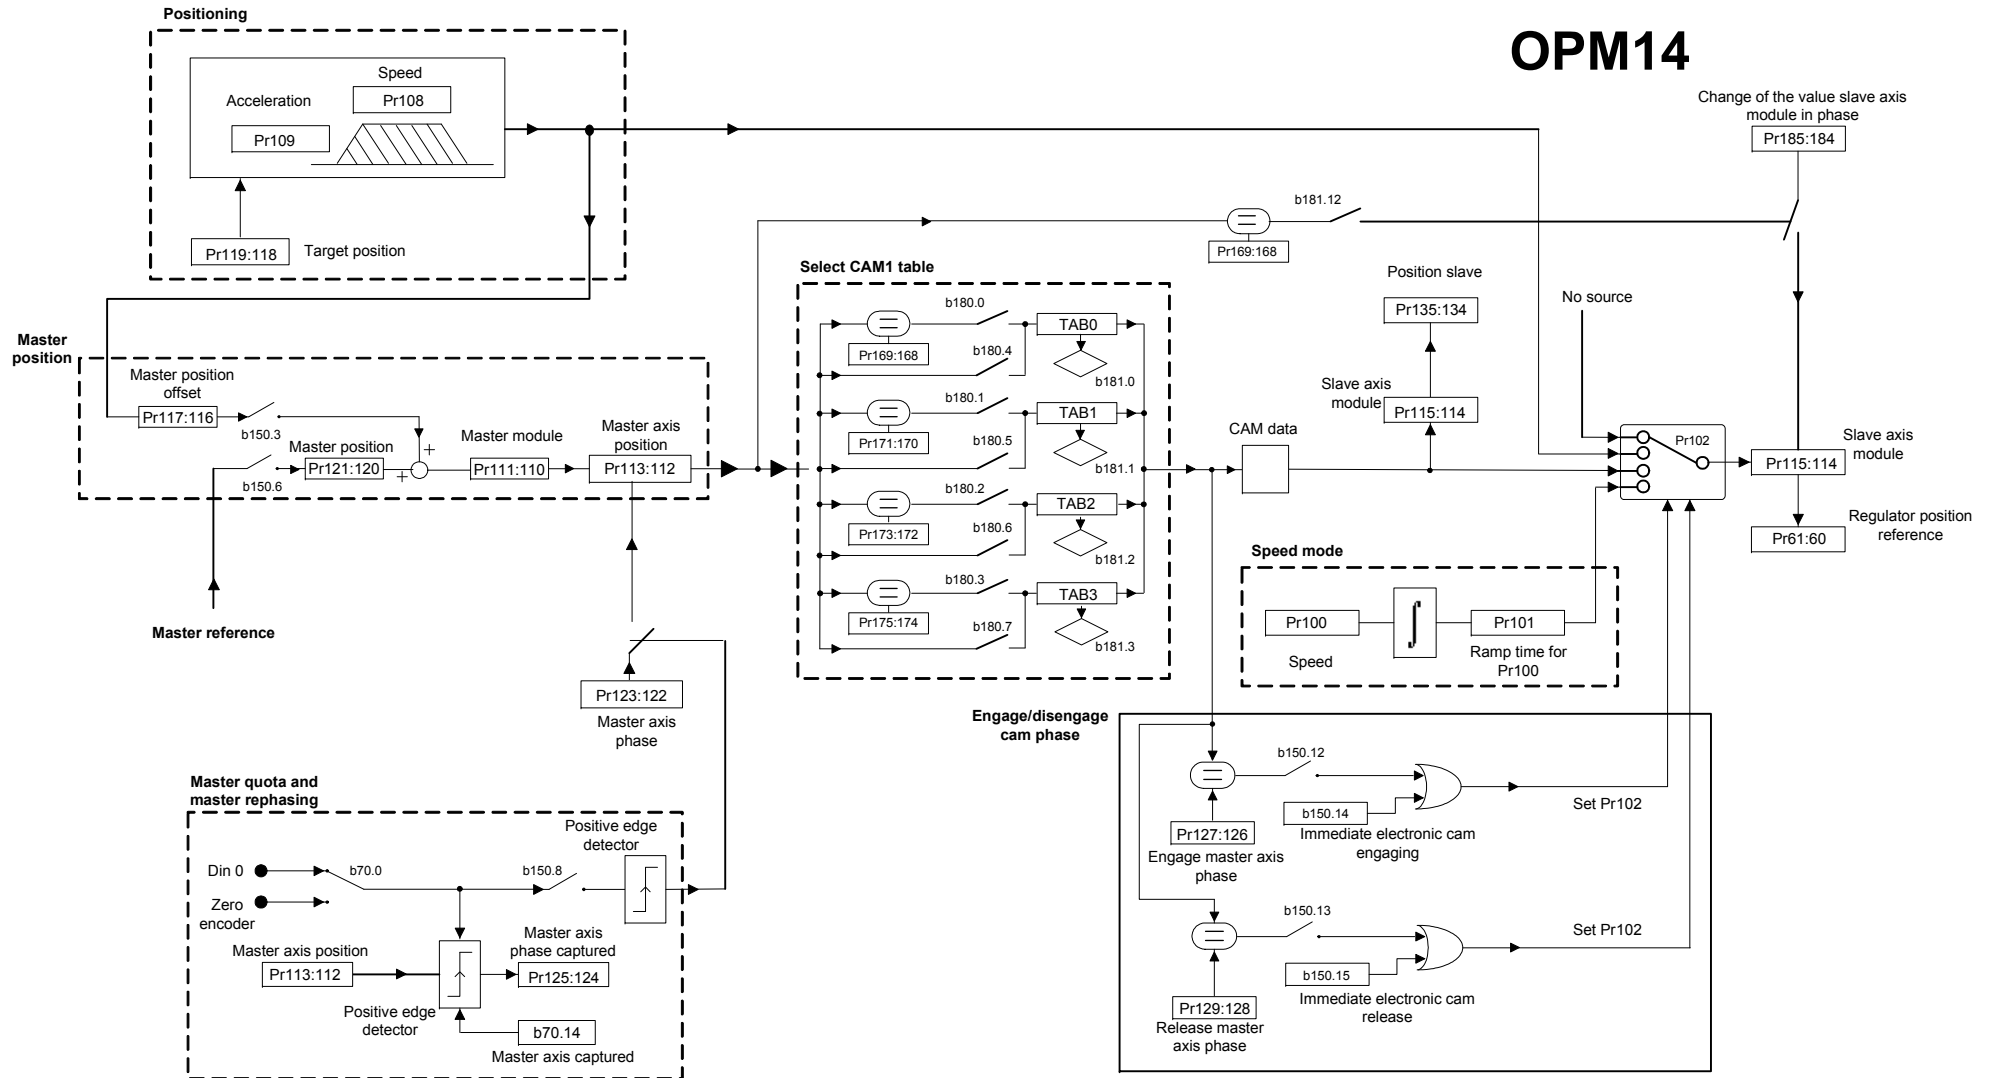 OPM14
Positioning
Speed
Pr108
Acceleration
Pr109
Pr119:118
Target position
Change of the value slave axis
module in phase
Pr185:184
b181.12
Pr169:168
Master
position
Master position
offset
Pr117:116
b150.3
Master position
Pr121:120
b150.6
+
+
Master module
Pr111:110
Master axis
position
Pr113:112
Master reference
Pr123:122
Master axis
phase
Select CAM1 table
b180.0
TAB0
Pr169:168
b180.4
b181.0
b180.1
TAB1
Pr171:170
b180.5
b181.1
b180.2
TAB2
Pr173:172
b180.6
b181.2
b180.3
TAB3
Pr175:174
b180.7
b181.3
CAM data
Position slave
Pr135:134
Slave axis
module
Pr115:114
No source
Pr102
Pr115:114
Slave axis
module
Regulator position
reference
Pr61:60
Speed mode
Pr100
Speed
∫
Pr101
Ramp time for
Pr100
Engage/disengage
cam phase
b150.12
b150.14
Immediate electronic cam
engaging
Set Pr102
Pr127:126
Engage master axis
phase
b150.13
b150.15
Immediate electronic cam
release
Set Pr102
Pr129:128
Release master
axis phase
Master quota and
master rephasing
Positive edge
detector
Din 0
b70.0
b150.8
Zero
encoder
Master axis position
Pr113:112
Master axis
phase captured
Pr125:124
Positive edge
detector
b70.14
Master axis captured